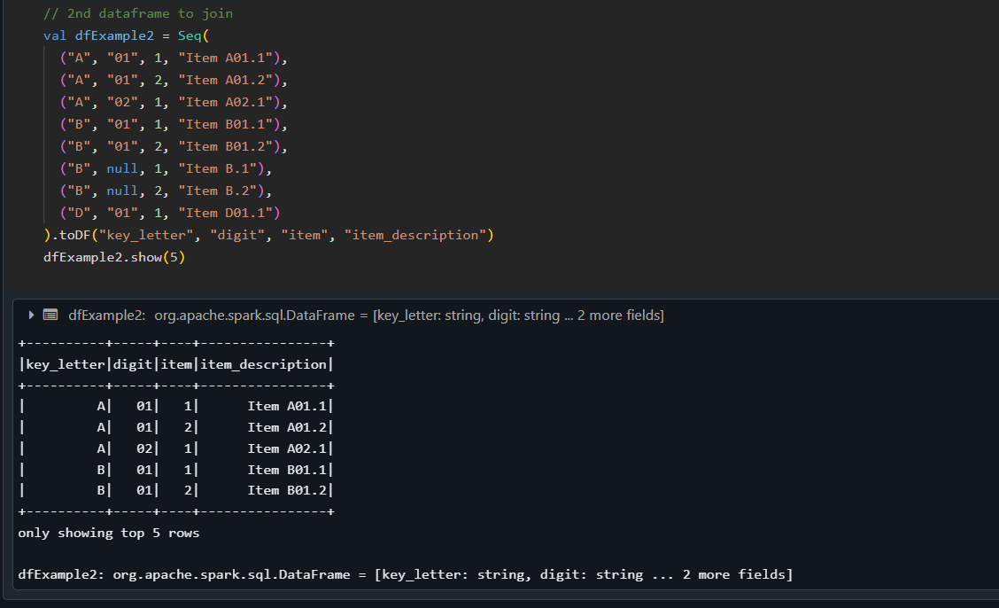 // 2nd dataframe to join
val dfExample2 = Seq(
("A", "01", 1, "Item A01.1"),
("A", "01", 2, "Item A01.2"),
("A", "02", 1, "Item A02.1"),
("B", "01", 1, "Item B01.1"),
("B", "01", 2, "Item B01.2"),
("B", null, 1, "Item B.1"),
("B", null, 2, "Item B.2"),
("D", "01", 1, "Item D01.1")
).toDF("key_letter", "digit", "item", "item_description")
dfExample2.show(5)
dfExample2: org.apache.spark.sql.DataFrame = [key_letter: string, digit: string ... 2 more fields]
+----------+-----+----+----------------+
|key_letter|digit|item|item_description|
+----------+-----+----+----------------+
|         A|   01|   1|      Item A01.1|
|         A|   01|   2|      Item A01.2|
|         A|   02|   1|      Item A02.1|
|         B|   01|   1|      Item B01.1|
|         B|   01|   2|      Item B01.2|
+----------+-----+----+----------------+
only showing top 5 rows
dfExample2: org.apache.spark.sql.DataFrame = [key_letter: string, digit: string ... 2 more fields]